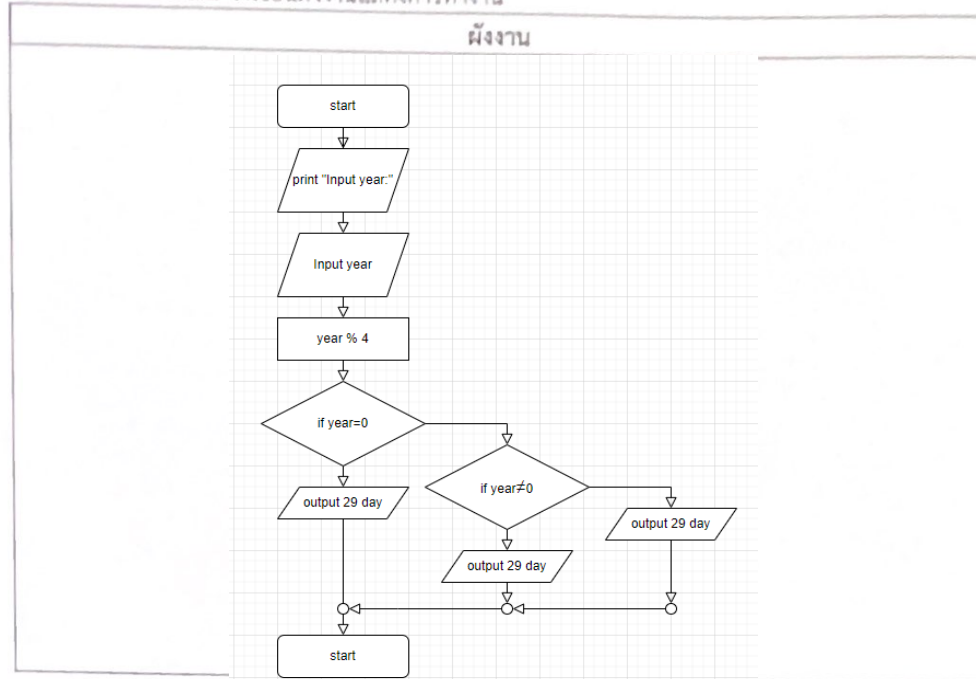 ผังงาน
start
print "Input year:"
Input year
year % 4
if year=0
if year≠0
output 29 day
output 29 day
output 29 day
start